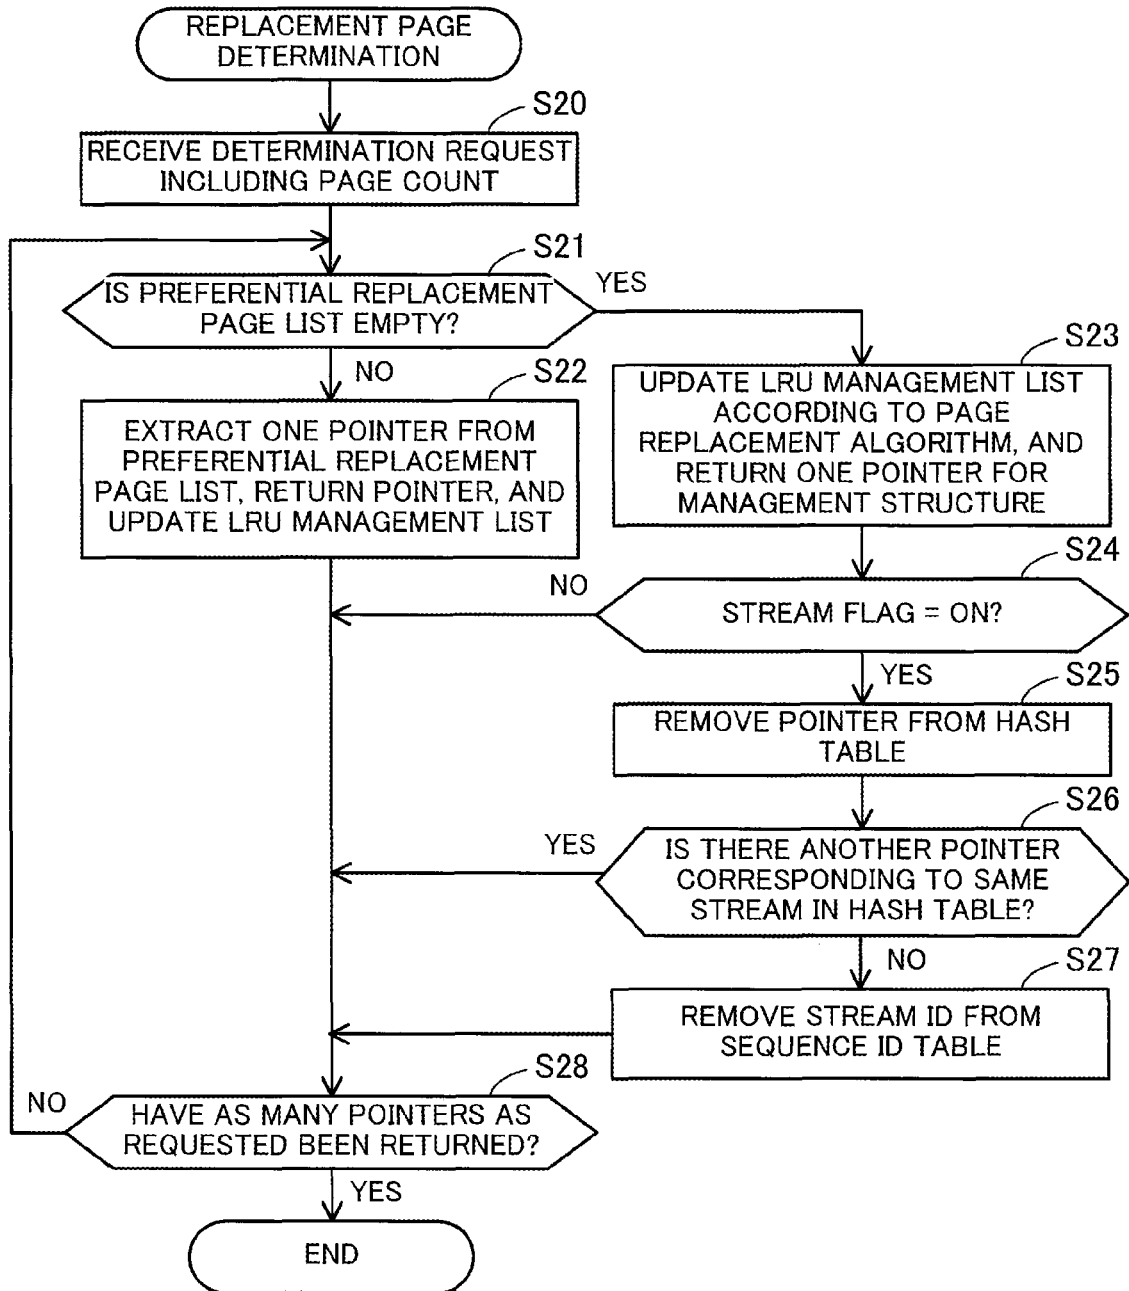 REPLACEMENT PAGE
DETERMINATION
S20
RECEIVE DETERMINATION REQUEST
INCLUDING PAGE COUNT
S21
IS PREFERENTIAL REPLACEMENT
PAGE LIST EMPTY?
YES
NO
S22
EXTRACT ONE POINTER FROM
PREFERENTIAL REPLACEMENT
PAGE LIST, RETURN POINTER, AND
UPDATE LRU MANAGEMENT LIST
S23
UPDATE LRU MANAGEMENT LIST
ACCORDING TO PAGE
REPLACEMENT ALGORITHM, AND
RETURN ONE POINTER FOR
MANAGEMENT STRUCTURE
S24
NO
STREAM FLAG = ON?
YES
S25
REMOVE POINTER FROM HASH
TABLE
S26
YES
IS THERE ANOTHER POINTER
CORRESPONDING TO SAME
STREAM IN HASH TABLE?
NO
S27
REMOVE STREAM ID FROM
SEQUENCE ID TABLE
S28
NO
HAVE AS MANY POINTERS AS
REQUESTED BEEN RETURNED?
YES
END